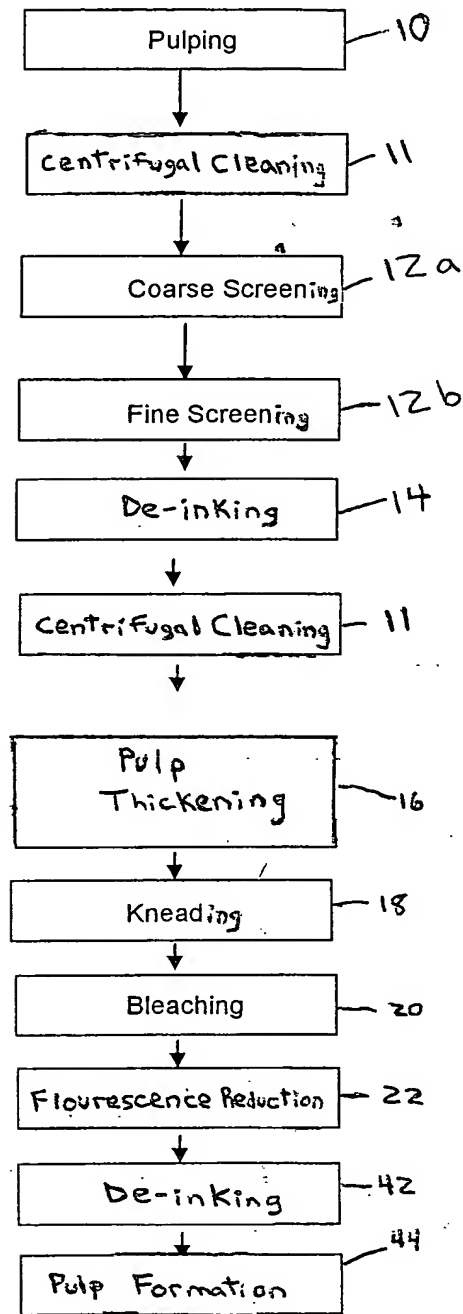 Pulping 10
Centrifugal Cleaning 11
Coarse Screening 12a
Fine Screening 12b
De-inking 14
Centrifugal Cleaning 11
Pulp
Thickening 16
Kneading 18
Bleaching 20
Flourescence Reduction 22
De-inking 42
Pulp Formation 44